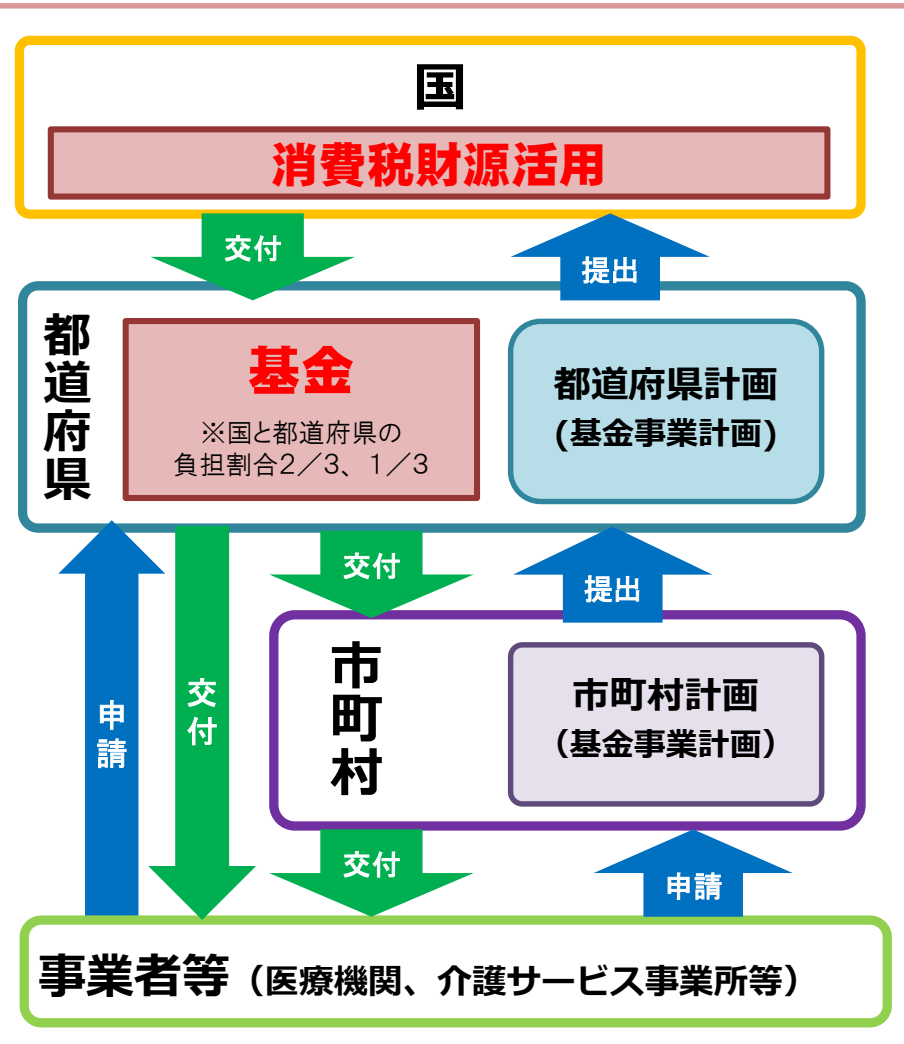 国
消費税財源活用
交付
提出
都道府県
基金
※国と都道府県の
負担割合2／3、1／3
都道府県計画
(基金事業計画)
交付
提出
申請
交付
市町村
市町村計画
（基金事業計画）
交付
申請
事業者等（医療機関、介護サービス事業所等）